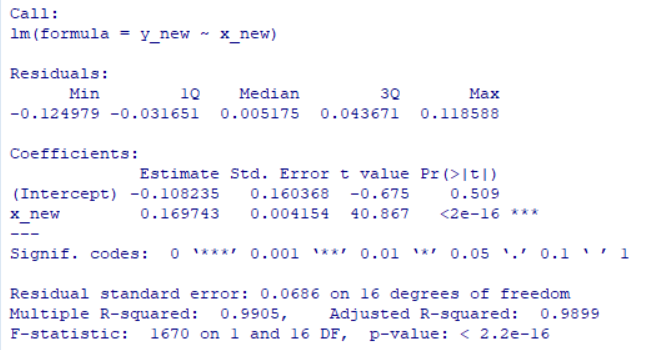 Call:
lm(formula = y_new ~ x_new)
Residuals:
Min 1Q Median 3Q Max
-0.124979 -0.031651 0.005175 0.043671 0.118588
Coefficients:
Estimate Std. Error t value Pr(>|t|)
(Intercept) -0.108235 0.160368 -0.675 0.509
x_new 0.169743 0.004154 40.867 <2e-16 ***
---
Signif. codes: 0 ‘***’ 0.001 ‘**’ 0.01 ‘*’ 0.05 ‘.’ 0.1 ‘ ’ 1
Residual standard error: 0.0686 on 16 degrees of freedom
Multiple R-squared: 0.9905, Adjusted R-squared: 0.9899
F-statistic: 1670 on 1 and 16 DF, p-value: < 2.2e-16